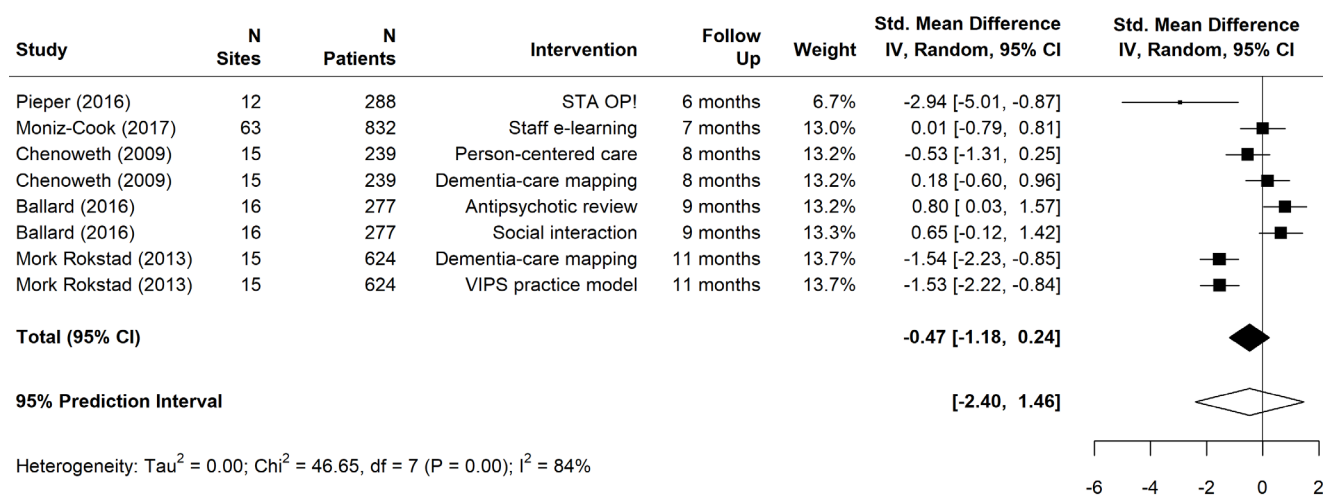 Study N Sites N Patients Intervention Follow Up Weight Std. Mean Difference IV, Random, 95% CI Std. Mean Difference IV, Random, 95% CI
Pieper (2016) 12 288 STA OP! 6 months 6.7% -2.94 [-5.01, -0.87]
Moniz-Cook (2017) 63 832 Staff e-learning 7 months 13.0% 0.01 [-0.79, 0.81]
Chenoweth (2009) 15 239 Person-centered care 8 months 13.2% -0.53 [-1.31, 0.25]
Chenoweth (2009) 15 239 Dementia-care mapping 8 months 13.2% 0.18 [-0.60, 0.96]
Ballard (2016) 16 277 Antipsychotic review 9 months 13.2% 0.80 [ 0.03, 1.57]
Ballard (2016) 16 277 Social interaction 9 months 13.3% 0.65 [-0.12, 1.42]
Mork Rokstad (2013) 15 624 Dementia-care mapping 11 months 13.7% -1.54 [-2.23, -0.85]
Mork Rokstad (2013) 15 624 VIPS practice model 11 months 13.7% -1.53 [-2.22, -0.84]
Total (95% CI) -0.47 [-1.18, 0.24]
95% Prediction Interval [-2.40, 1.46]
Heterogeneity: Tau² = 0.00; Chi² = 46.65, df = 7 (P = 0.00); I² = 84%
-6 -4 -2 0 2